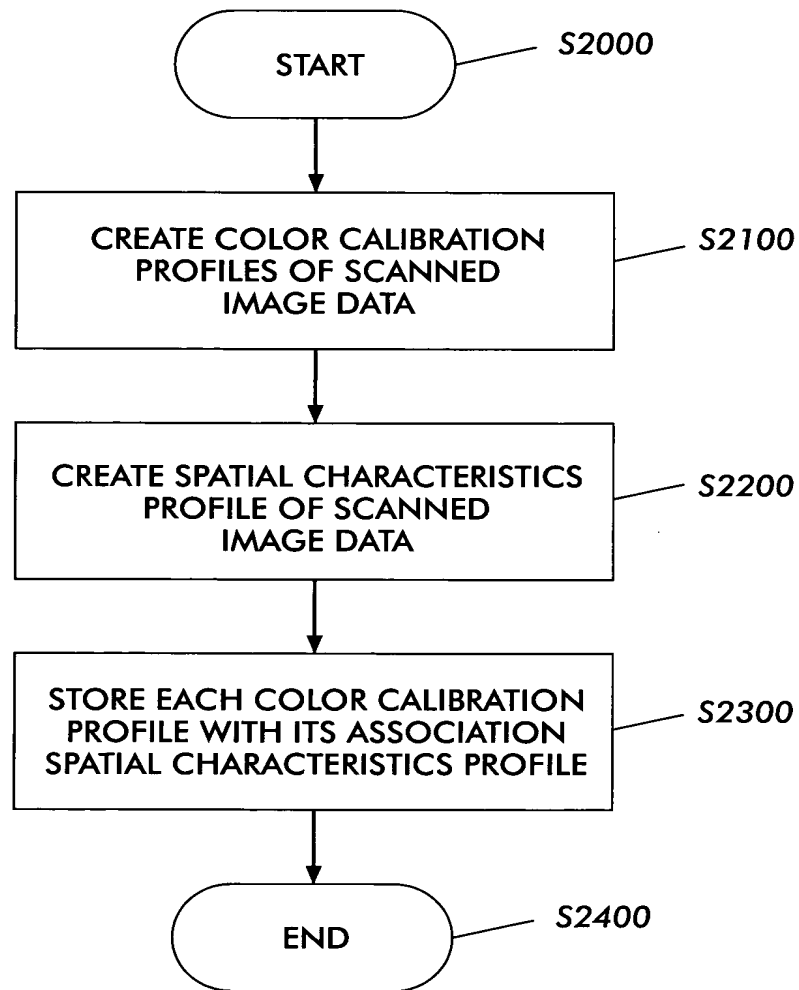 START
S2000
CREATE COLOR CALIBRATION
PROFILES OF SCANNED
IMAGE DATA
S2100
CREATE SPATIAL CHARACTERISTICS
PROFILE OF SCANNED
IMAGE DATA
S2200
STORE EACH COLOR CALIBRATION
PROFILE WITH ITS ASSOCIATION
SPATIAL CHARACTERISTICS PROFILE
S2300
END
S2400